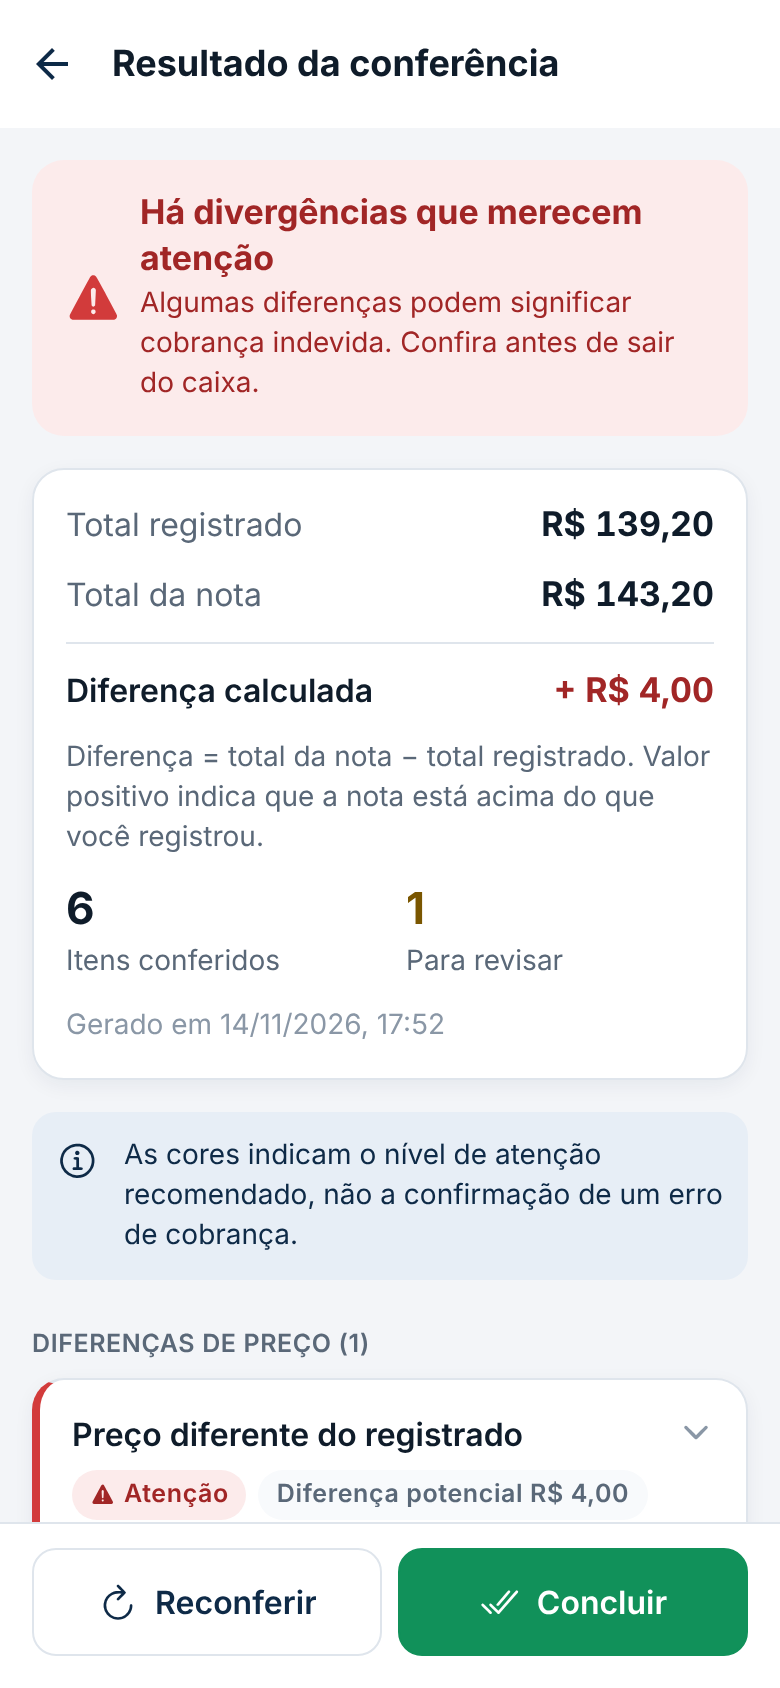 Resultado da conferência
Há divergências que merecem
atenção
Algumas diferenças podem significar
cobrança indevida. Confira antes de sair
do caixa.
Total registrado R$ 139,20
Total da nota R$ 143,20
Diferença calculada + R$ 4,00
Diferença = total da nota − total registrado. Valor
positivo indica que a nota está acima do que
você registrou.
6 1
Itens conferidos Para revisar
Gerado em 14/11/2026, 17:52
As cores indicam o nível de atenção
recomendado, não a confirmação de um erro
de cobrança.
DIFERENÇAS DE PREÇO (1)
Preço diferente do registrado
Atenção Diferença potencial R$ 4,00
Reconferir Concluir